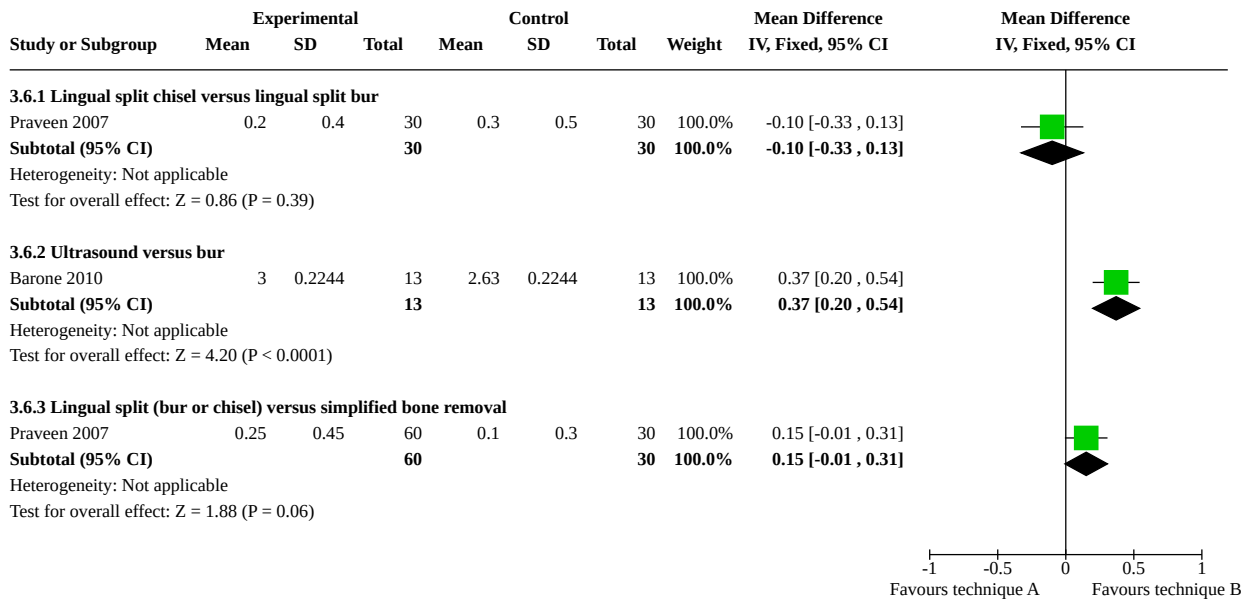 Experimental Control Mean Difference Mean Difference
Study or Subgroup Mean SD Total Mean SD Total Weight IV, Fixed, 95% CI IV, Fixed, 95% CI
3.6.1 Lingual split chisel versus lingual split bur
Praveen 2007 0.2 0.4 30 0.3 0.5 30 100.0% -0.10 [-0.33 , 0.13]
Subtotal (95% CI) 30 30 100.0% -0.10 [-0.33 , 0.13]
Heterogeneity: Not applicable
Test for overall effect: Z = 0.86 (P = 0.39)
3.6.2 Ultrasound versus bur
Barone 2010 3 0.2244 13 2.63 0.2244 13 100.0% 0.37 [0.20 , 0.54]
Subtotal (95% CI) 13 13 100.0% 0.37 [0.20 , 0.54]
Heterogeneity: Not applicable
Test for overall effect: Z = 4.20 (P < 0.0001)
3.6.3 Lingual split (bur or chisel) versus simplified bone removal
Praveen 2007 0.25 0.45 60 0.1 0.3 30 100.0% 0.15 [-0.01 , 0.31]
Subtotal (95% CI) 60 30 100.0% 0.15 [-0.01 , 0.31]
Heterogeneity: Not applicable
Test for overall effect: Z = 1.88 (P = 0.06)
-1 -0.5 0 0.5 1
Favours technique A Favours technique B